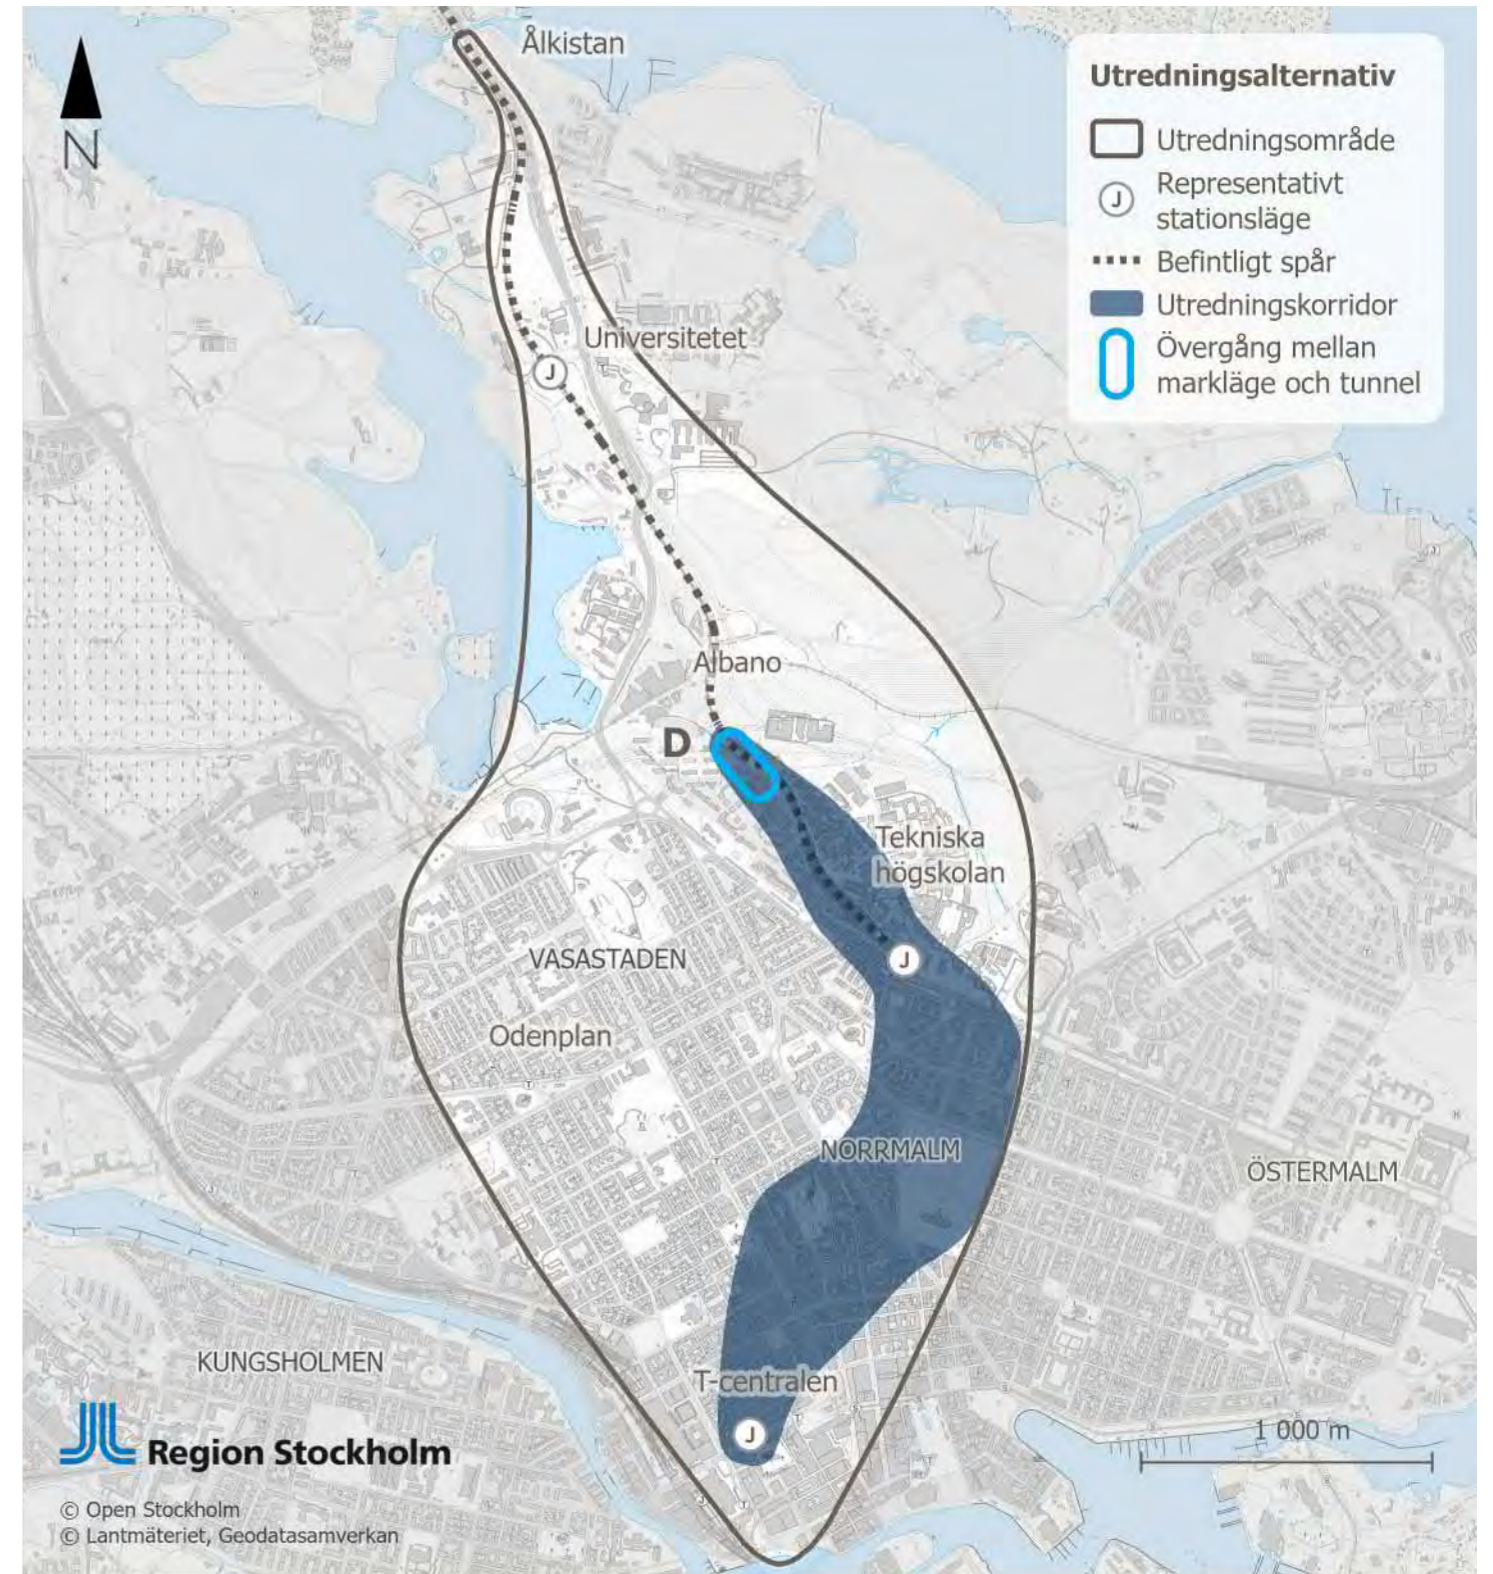 Ålkistan
Utredningsalternativ
Utredningsområde
J
Representativt
stationsläge
Befintligt spår
Utredningskorridor
Övergång mellan
markläge och tunnel
N
Universitetet
J
Albano
D
Tekniska
högskolan
VASASTADEN
J
Odenplan
NORRMALM
ÖSTERMALM
KUNGSHOLMEN
T-centralen
J
1 000 m
Region Stockholm
© Open Stockholm
© Lantmäteriet, Geodatasamverkan